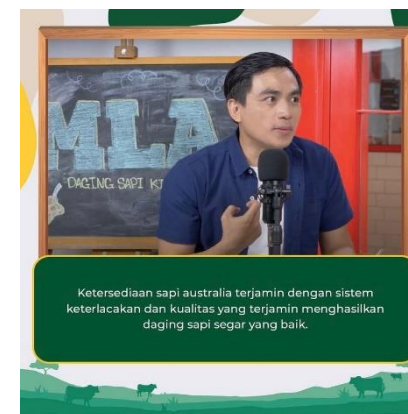 MLA
DAGING SAPI
Ketersediaan sapi australia terjamin dengan sistem
keterlacakan dan kualitas yang terjamin menghasilkan
daging sapi segar yang baik.